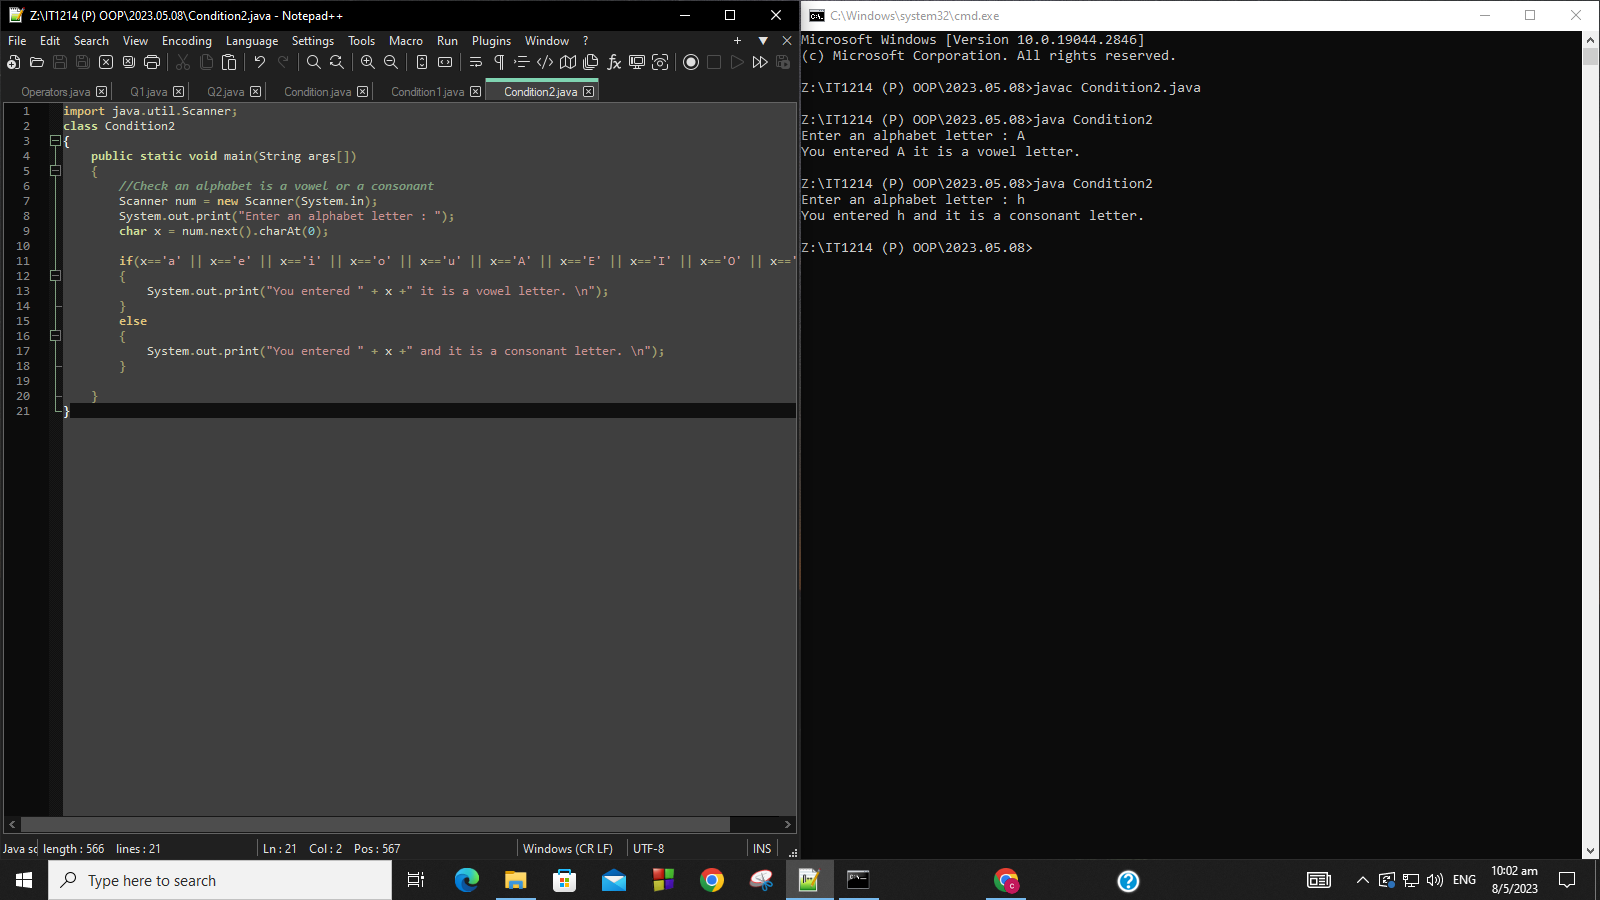 Z:\IT1214 (P) OOP\2023.05.08\Condition2.java - Notepad++
File Edit Search View Encoding Language Settings Tools Macro Run Plugins Window ?
Operators.java Q1.java Q2.java Condition.java Condition1.java Condition2.java
1 import java.util.Scanner;
2 class Condition2
3 {
4 public static void main(String args[])
5 {
6 //Check an alphabet is a vowel or a consonant
7 Scanner num = new Scanner(System.in);
8 System.out.print("Enter an alphabet letter : ");
9 char x = num.next().charAt(0);
10
11 if(x=='a' || x=='e' || x=='i' || x=='o' || x=='u' || x=='A' || x=='E' || x=='I' || x=='O' || x=='
12 {
13 System.out.print("You entered " + x +" it is a vowel letter. \n");
14 }
15 else
16 {
17 System.out.print("You entered " + x +" and it is a consonant letter. \n");
18 }
19
20 }
21 }
Java sc length : 566 lines : 21 Ln : 21 Col : 2 Pos : 567 Windows (CR LF) UTF-8 INS
C:\Windows\system32\cmd.exe
Microsoft Windows [Version 10.0.19044.2846]
(c) Microsoft Corporation. All rights reserved.
Z:\IT1214 (P) OOP\2023.05.08>javac Condition2.java
Z:\IT1214 (P) OOP\2023.05.08>java Condition2
Enter an alphabet letter : A
You entered A it is a vowel letter.
Z:\IT1214 (P) OOP\2023.05.08>java Condition2
Enter an alphabet letter : h
You entered h and it is a consonant letter.
Z:\IT1214 (P) OOP\2023.05.08>
Type here to search
ENG
10:02 am
8/5/2023